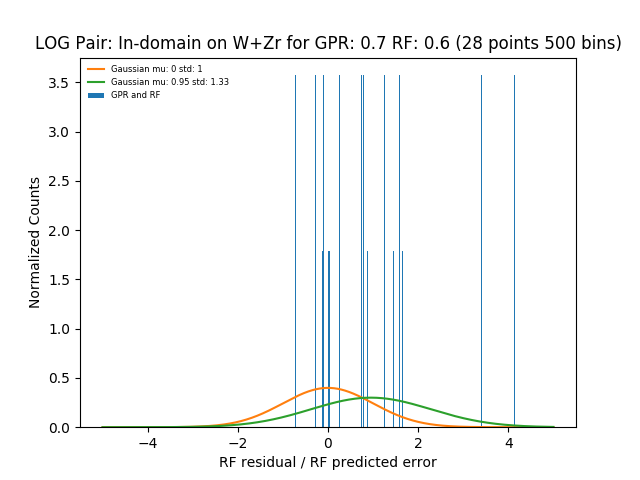 LOG Pair: In-domain on W+Zr for GPR: 0.7 RF: 0.6 (28 points 500 bins)
Gaussian mu: 0 std: 1
Gaussian mu: 0.95 std: 1.33
GPR and RF
Normalized Counts
3.5
3.0
2.5
2.0
1.5
1.0
0.5
0.0
−4 −2 0 2 4
RF residual / RF predicted error